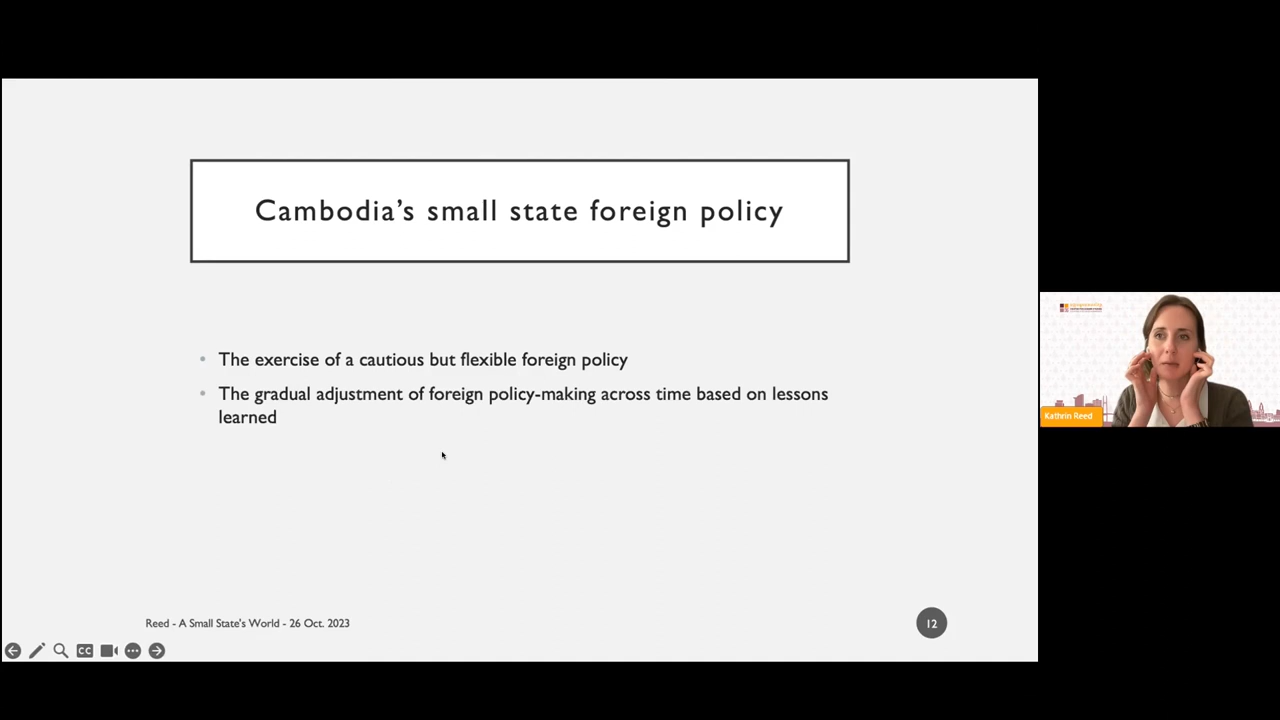 Cambodia’s small state foreign policy
• The exercise of a cautious but flexible foreign policy
• The gradual adjustment of foreign policy-making across time based on lessons
learned
Reed - A Small State's World - 26 Oct. 2023
12
CC
Kathrin Reed